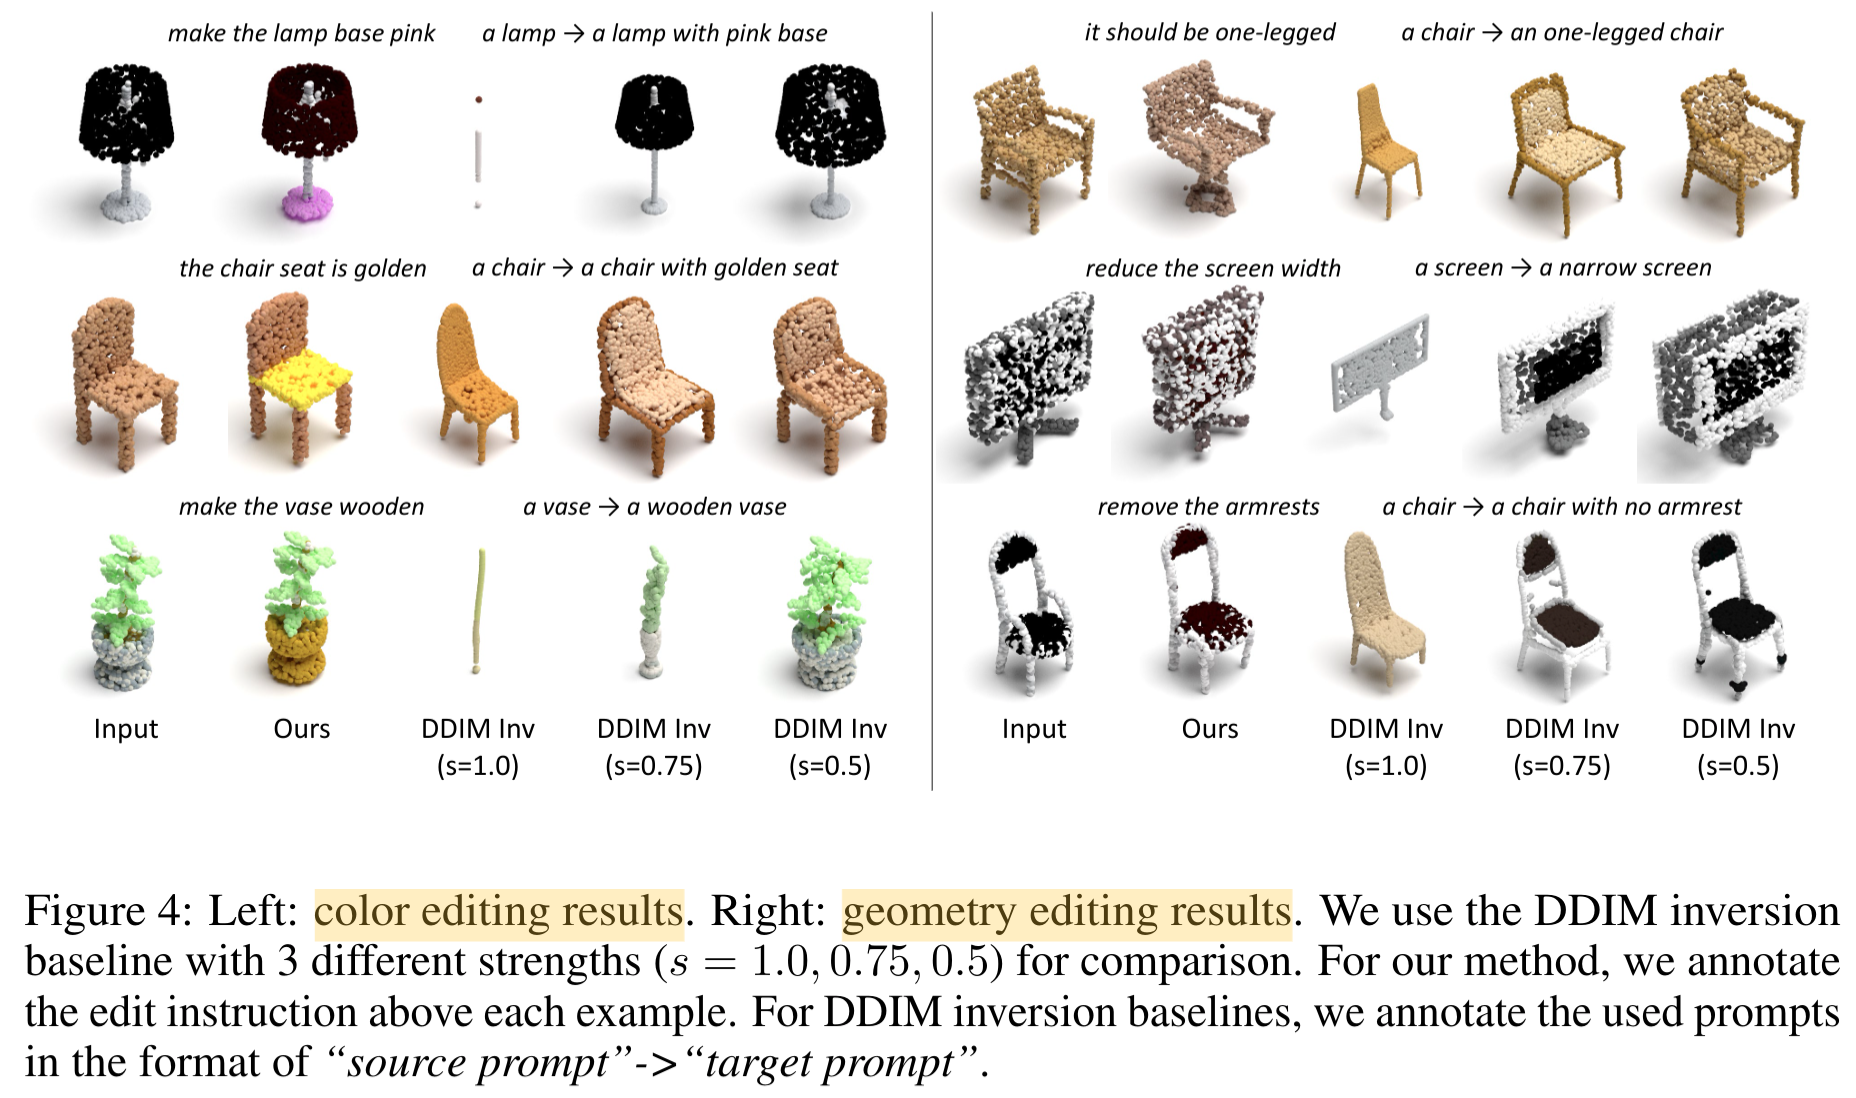 make the lamp base pink a lamp → a lamp with pink base
the chair seat is golden a chair → a chair with golden seat
make the vase wooden a vase → a wooden vase
Input Ours DDIM Inv DDIM Inv DDIM Inv
(s=1.0) (s=0.75) (s=0.5)
it should be one-legged a chair → an one-legged chair
reduce the screen width a screen → a narrow screen
remove the armrests a chair → a chair with no armrest
Input Ours DDIM Inv DDIM Inv DDIM Inv
(s=1.0) (s=0.75) (s=0.5)
Figure 4: Left: color editing results. Right: geometry editing results. We use the DDIM inversion
baseline with 3 different strengths (s = 1.0, 0.75, 0.5) for comparison. For our method, we annotate
the edit instruction above each example. For DDIM inversion baselines, we annotate the used prompts
in the format of “source prompt”->“target prompt”.